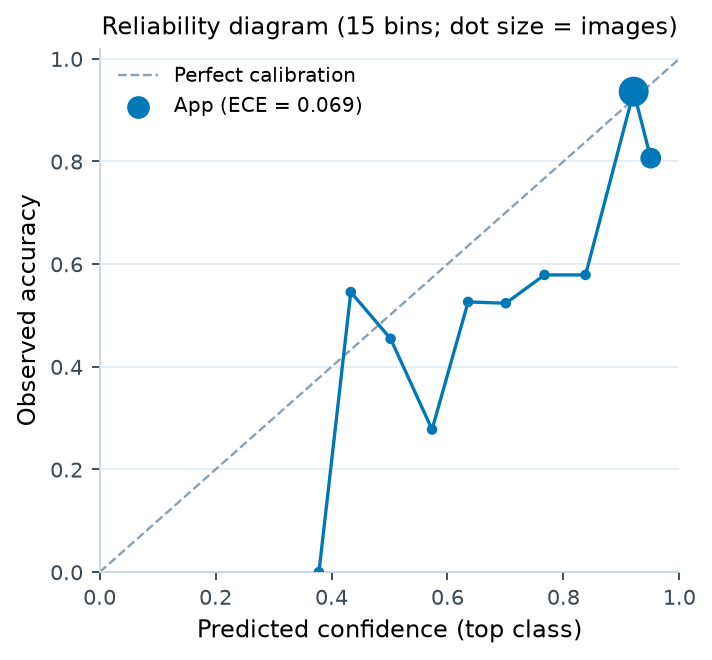 Reliability diagram (15 bins; dot size = images)
Perfect calibration
App (ECE = 0.069)
Observed accuracy
1.0
0.8
0.6
0.4
0.2
0.0
0.0 0.2 0.4 0.6 0.8 1.0
Predicted confidence (top class)